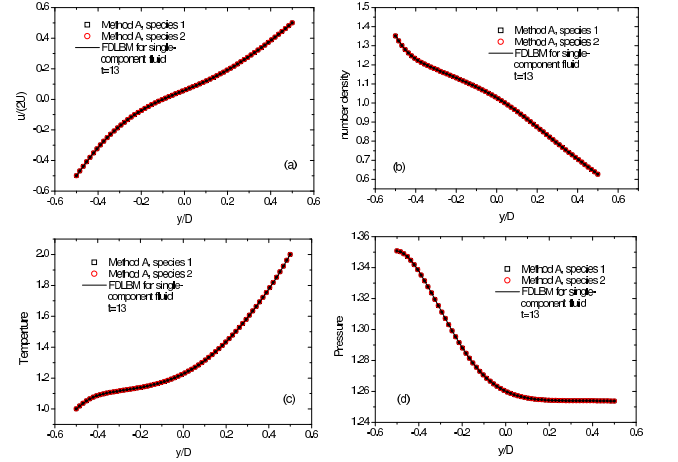 0.6
0.4
0.2
0.0
0.2
0.4
0.6
u/(2U)
Method A, species 1
Method A, species 2
FDLBM for single-
component fluid
t=13
(a)
-0.6 -0.4 -0.2 0.0 0.2 0.4 0.6
y/D
1.5
1.4
1.3
1.2
1.1
1.0
0.9
0.8
0.7
0.6
number density
Method A, species 1
Method A, species 2
FDLBM for single-
component fluid
t=13
(b)
-0.6 -0.4 -0.2 0.0 0.2 0.4 0.6
y/D
2.0
1.8
1.6
1.4
1.2
1.0
Temperture
Method A, species 1
Method A, species 2
FDLBM for single-
component fluid
t=13
(c)
-0.6 -0.4 -0.2 0.0 0.2 0.4 0.6
y/D
1.36
1.34
1.32
1.30
1.28
1.26
1.24
Pressure
Method A, species 1
Method A, species 2
FDLBM for single-
component fluid
t=13
(d)
-0.6 -0.4 -0.2 0.0 0.2 0.4 0.6
y/D